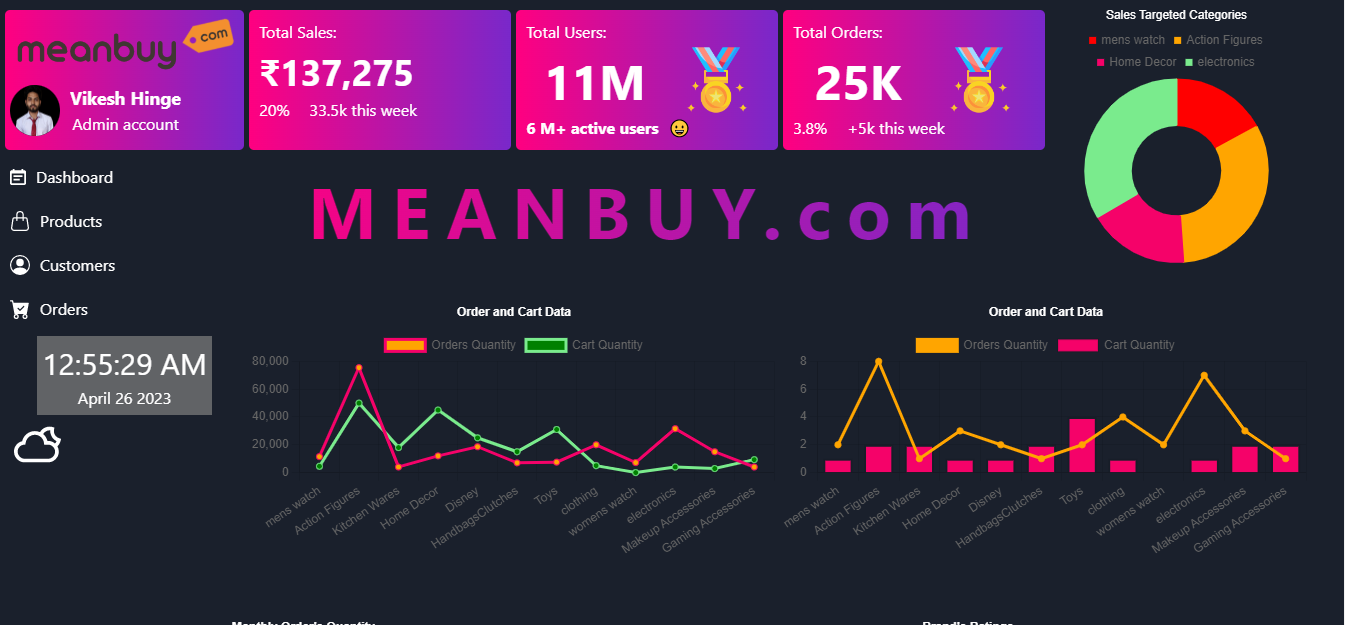 meanbuy
com
Vikesh Hinge
Admin account
Total Sales:
₹137,275
20% 33.5k this week
Total Users:
11M
6 M+ active users
Total Orders:
25K
3.8% +5k this week
Sales Targeted Categories
mens watch Action Figures
Home Decor electronics
Dashboard
Products
Customers
Orders
12:55:29 AM
April 26 2023
MEANBUY.com
Order and Cart Data
Orders Quantity Cart Quantity
80,000
60,000
40,000
20,000
0
mens watch
Action Figures
Kitchen Wares
Home Decor
Disney
HandbagsClutches
Toys
clothing
womens watch
electronics
Makeup Accessories
Gaming Accessories
Order and Cart Data
Orders Quantity Cart Quantity
8
6
4
2
0
mens watch
Action Figures
Kitchen Wares
Home Decor
Disney
HandbagsClutches
Toys
clothing
womens watch
electronics
Makeup Accessories
Gaming Accessories
Monthly Order's Quantity
Brand's Ratings